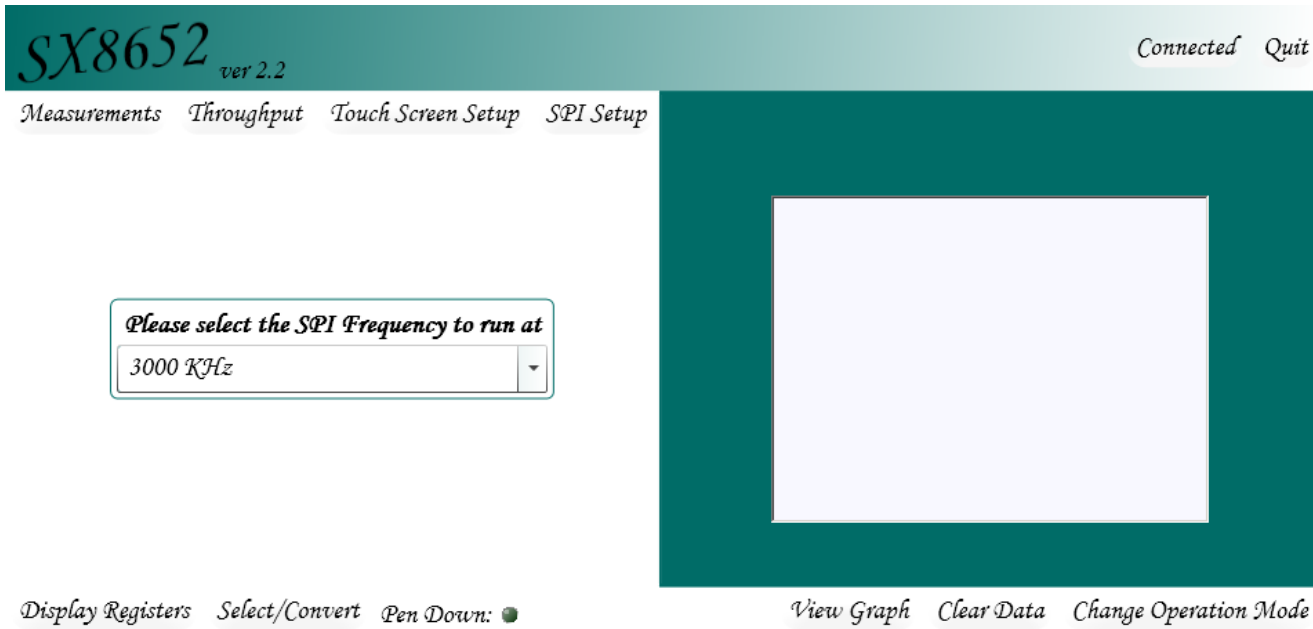 SX8652 ver 2.2
Connected Quit
Measurements Throughput Touch Screen Setup SPI Setup
Please select the SPI Frequency to run at
3000 KHz
Display Registers Select/Convert Pen Down:
View Graph Clear Data Change Operation Mode